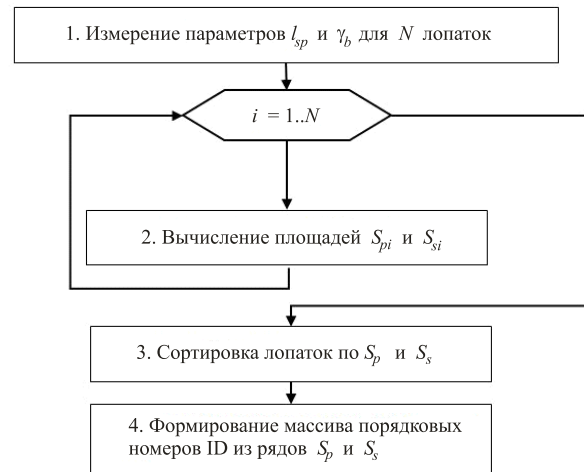 1. Измерение параметров l_sp и γ_b для N лопаток
i = 1..N
2. Вычисление площадей S_pi и S_si
3. Сортировка лопаток по S_p и S_s
4. Формирование массива порядковых
номеров ID из рядов S_p и S_s